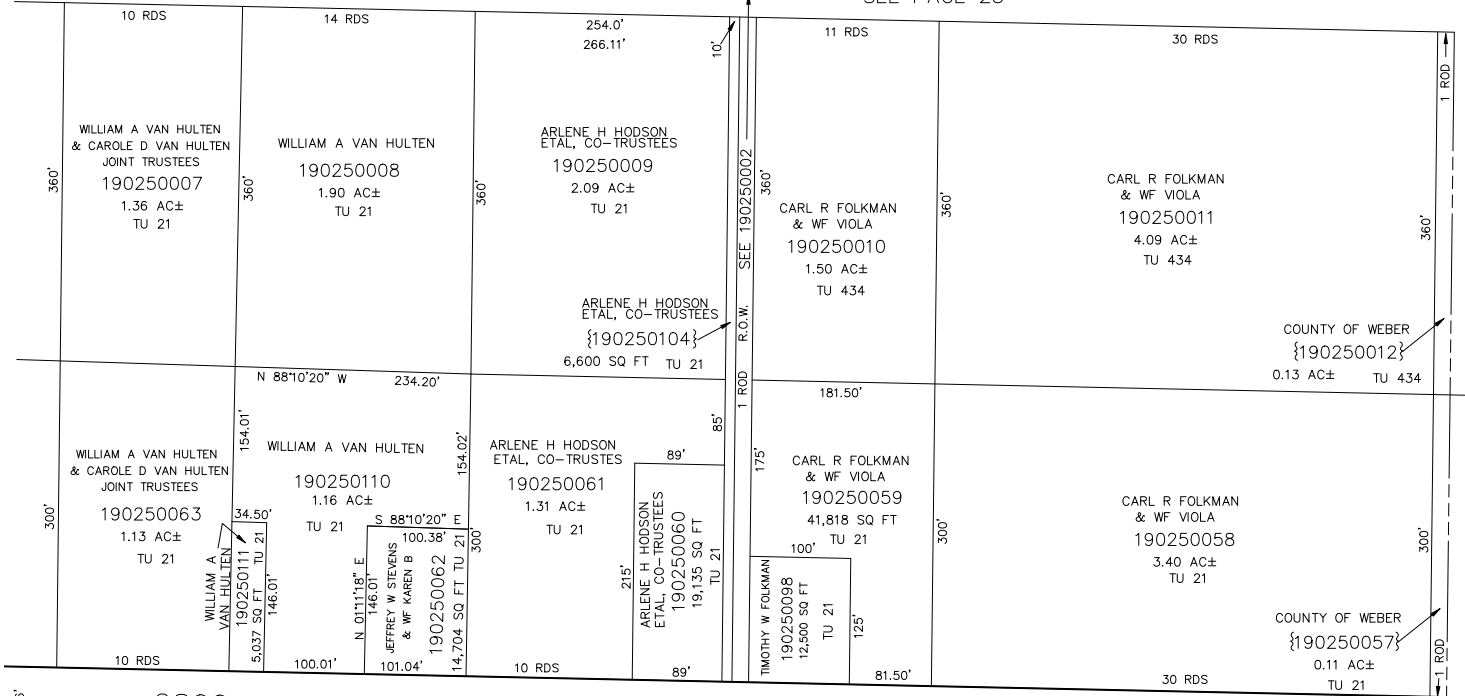 SEE PAGE
10 RDS
14 RDS
254.0'
266.11'
10'
11 RDS
30 RDS
1 ROD
WILLIAM A VAN HULTEN
& CAROLE D VAN HULTEN
JOINT TRUSTEES
190250007
1.36 AC±
TU 21
360'
WILLIAM A VAN HULTEN
190250008
1.90 AC±
TU 21
360'
360'
ARLENE H HODSON
ETAL, CO-TRUSTEES
190250009
2.09 AC±
TU 21
ARLENE H HODSON
ETAL, CO-TRUSTEES
{190250104}
6,600 SQ FT TU 21
1 ROD R.O.W. SEE 190250002
360'
CARL R FOLKMAN
& WF VIOLA
190250010
1.50 AC±
TU 434
360'
CARL R FOLKMAN
& WF VIOLA
190250011
4.09 AC±
TU 434
360'
COUNTY OF WEBER
{190250012}
0.13 AC± TU 434
N 88°10'20" W 234.20'
181.50'
WILLIAM A VAN HULTEN
& CAROLE D VAN HULTEN
JOINT TRUSTEES
190250063
1.13 AC±
TU 21
300'
10 RDS
154.01'
34.50'
WILLIAM A
VAN HULTEN
190250111
5,037 SQ FT TU 21
146.01'
WILLIAM A VAN HULTEN
190250110
1.16 AC±
TU 21
154.02'
S 88°10'20" E
100.38'
N 01°11'18" E
146.01'
JEFFREY W STEVENS
& WF KAREN B
190250062
14,704 SQ FT TU 21
300'
100.01'
101.04'
ARLENE H HODSON
ETAL, CO-TRUSTES
190250061
1.31 AC±
TU 21
10 RDS
85'
89'
215'
ARLENE H HODSON
ETAL, CO-TRUSTEES
190250060
19,135 SQ FT
TU 21
89'
175'
CARL R FOLKMAN
& WF VIOLA
190250059
41,818 SQ FT
TU 21
100'
TIMOTHY W FOLKMAN
190250098
12,500 SQ FT
TU 21
125'
81.50'
300'
CARL R FOLKMAN
& WF VIOLA
190250058
3.40 AC±
TU 21
300'
COUNTY OF WEBER
{190250057}
0.11 AC±
TU 21
30 RDS
1 ROD